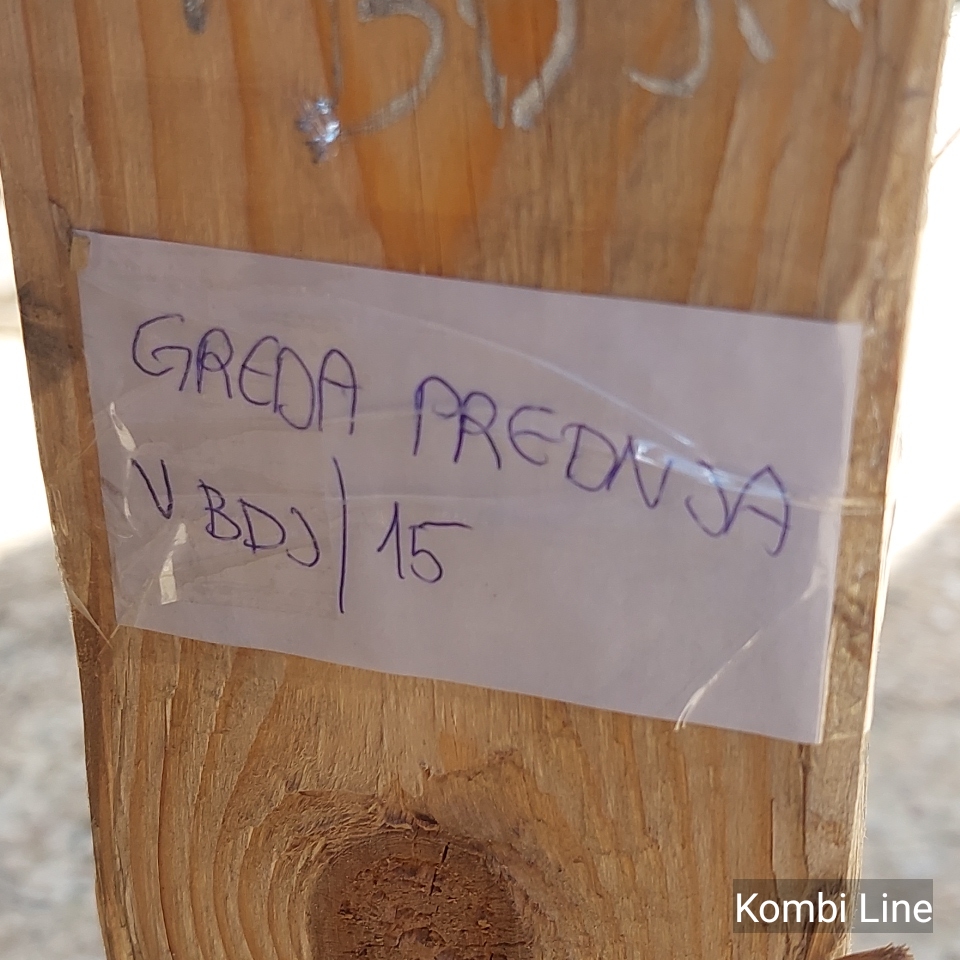 GREDA PREDNJA
V BDJ/15
Kombi Line